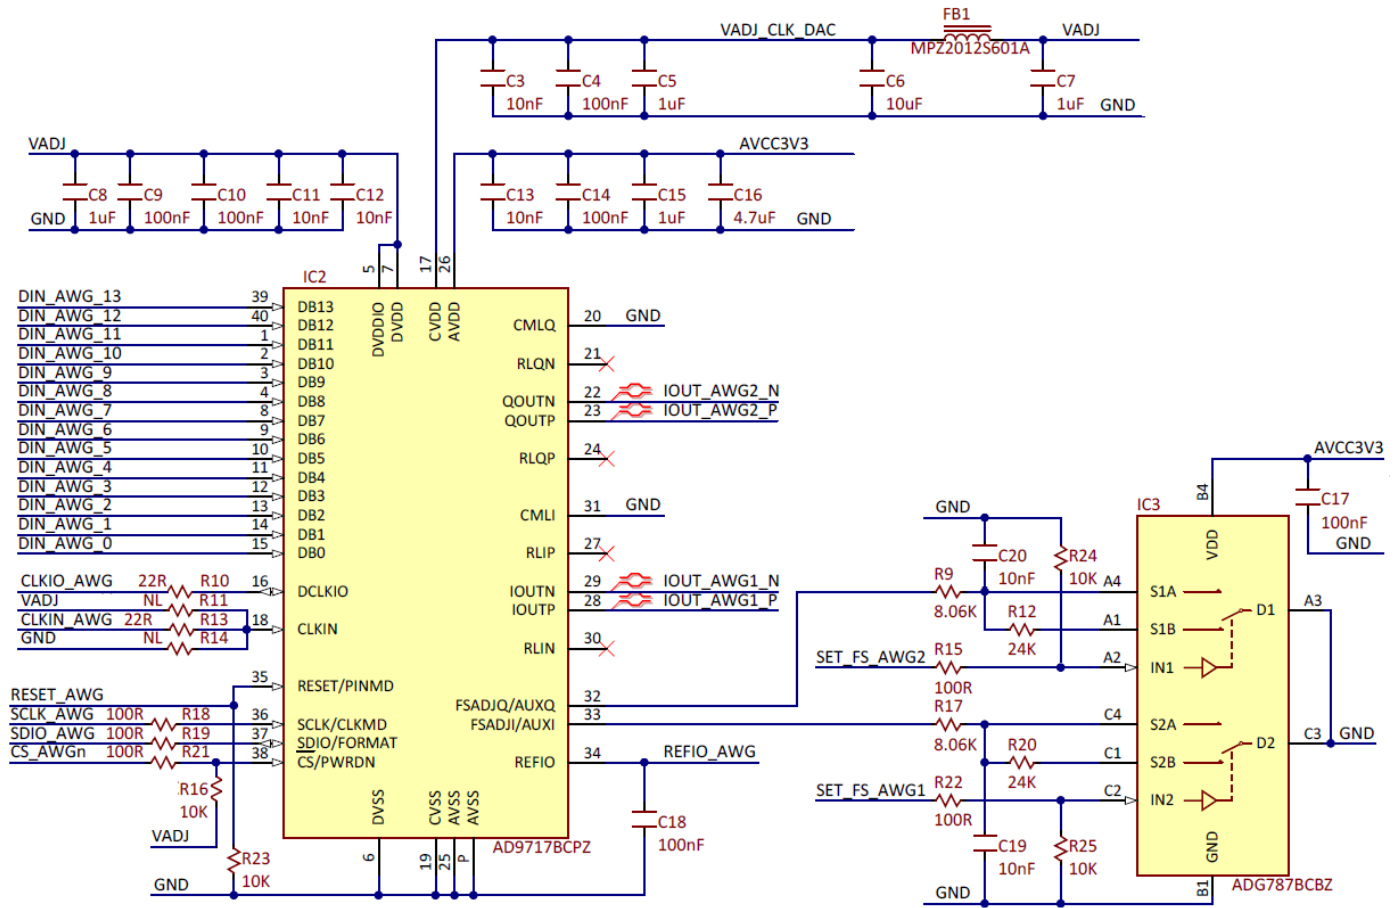 FB1
VADJ_CLK_DAC
VADJ
MPZ2012S601A
C3
10nF
C4
100nF
C5
1uF
C6
10uF
C7
1uF
GND
VADJ
C8
1uF
C9
100nF
C10
100nF
C11
10nF
C12
10nF
GND
AVCC3V3
C13
10nF
C14
100nF
C15
1uF
C16
4.7uF
GND
IC2
5
7
17
26
DVDDIO
DVDD
CVDD
AVDD
DIN_AWG_13 39 DB13
DIN_AWG_12 40 DB12
DIN_AWG_11 1 DB11
DIN_AWG_10 2 DB10
DIN_AWG_9 3 DB9
DIN_AWG_8 4 DB8
DIN_AWG_7 8 DB7
DIN_AWG_6 9 DB6
DIN_AWG_5 10 DB5
DIN_AWG_4 11 DB4
DIN_AWG_3 12 DB3
DIN_AWG_2 13 DB2
DIN_AWG_1 14 DB1
DIN_AWG_0 15 DB0
CLKIO_AWG 22R R10 16 DCLKIO
VADJ NL R11
CLKIN_AWG 22R R13 18 CLKIN
GND NL R14
RESET_AWG 35 RESET/PINMD
SCLK_AWG 100R R18 36 SCLK/CLKMD
SDIO_AWG 100R R19 37 SDIO/FORMAT
CS_AWGn 100R R21 38 CS/PWRDN
R16
10K
VADJ
R23
10K
GND
CMLQ 20 GND
RLQN 21
QOUTN 22 IOUT_AWG2_N
QOUTP 23 IOUT_AWG2_P
RLQP 24
CMLI 31 GND
RLIP 27
IOUTN 29 IOUT_AWG1_N
IOUTP 28 IOUT_AWG1_P
RLIN 30
FSADJQ/AUXQ 32
FSADJI/AUXI 33
REFIO 34 REFIO_AWG
C18
100nF
DVSS
CVSS
AVSS
AVSS
6
19
25
P
AD9717BCPZ
AVCC3V3
C17
100nF
GND
B4
IC3
VDD
GND
C20
10nF
R24
10K
R9
8.06K
A4
S1A
R12
24K
A1
S1B
D1
A3
SET_FS_AWG2
R15
100R
A2
IN1
R17
8.06K
C4
S2A
R20
24K
C1
S2B
D2
C3
GND
SET_FS_AWG1
R22
100R
C2
IN2
C19
10nF
R25
10K
GND
GND
B1
ADG787BCBZ